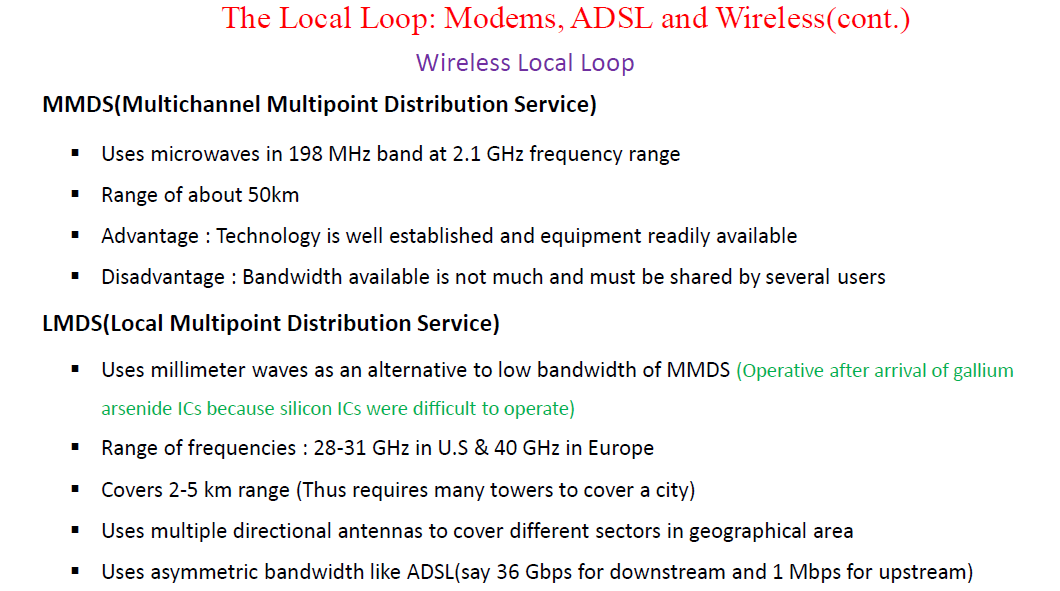 The Local Loop: Modems, ADSL and Wireless(cont.)
Wireless Local Loop
MMDS(Multichannel Multipoint Distribution Service)
▪ Uses microwaves in 198 MHz band at 2.1 GHz frequency range
▪ Range of about 50km
▪ Advantage : Technology is well established and equipment readily available
▪ Disadvantage : Bandwidth available is not much and must be shared by several users
LMDS(Local Multipoint Distribution Service)
▪ Uses millimeter waves as an alternative to low bandwidth of MMDS (Operative after arrival of gallium
arsenide ICs because silicon ICs were difficult to operate)
▪ Range of frequencies : 28-31 GHz in U.S & 40 GHz in Europe
▪ Covers 2-5 km range (Thus requires many towers to cover a city)
▪ Uses multiple directional antennas to cover different sectors in geographical area
▪ Uses asymmetric bandwidth like ADSL(say 36 Gbps for downstream and 1 Mbps for upstream)